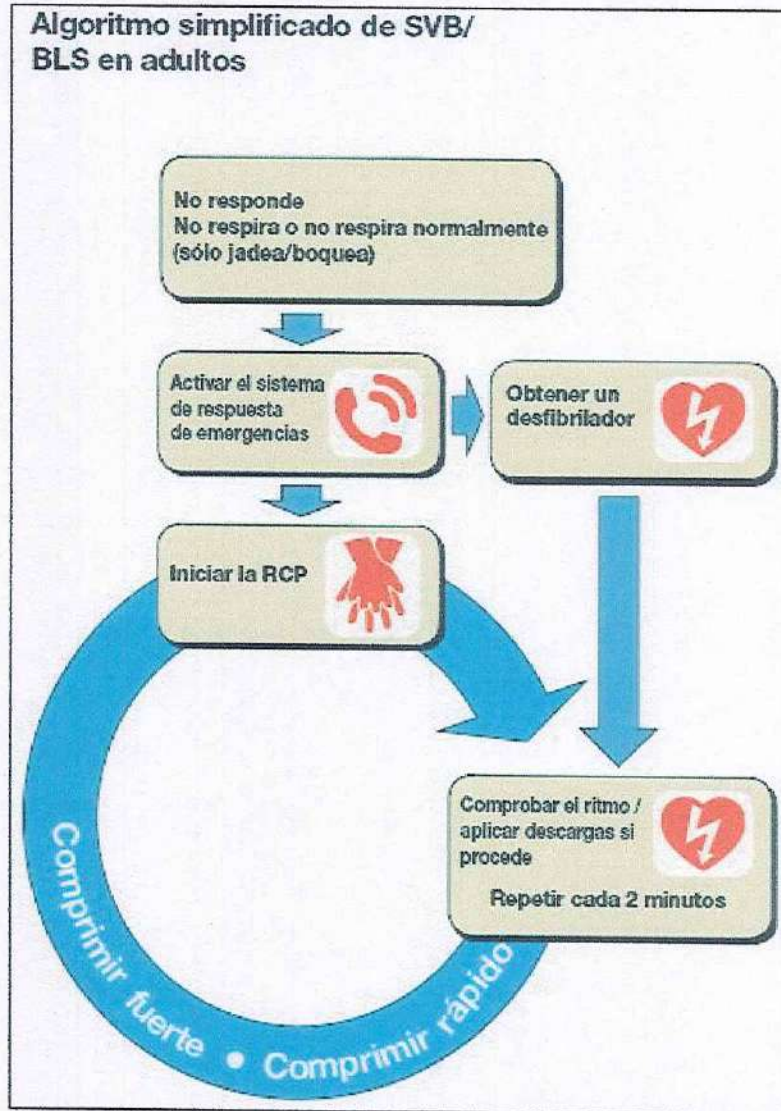 Algoritmo simplificado de SVB/
BLS en adultos
No responde
No respira o no respira normalmente
(sólo jadea/boquea)
Activar el sistema
de respuesta
de emergencias
Obtener un
desfibrilador
Iniciar la RCP
Comprobar el ritmo /
aplicar descargas si
procede
Repetir cada 2 minutos
Comprimir fuerte • Comprimir rápido